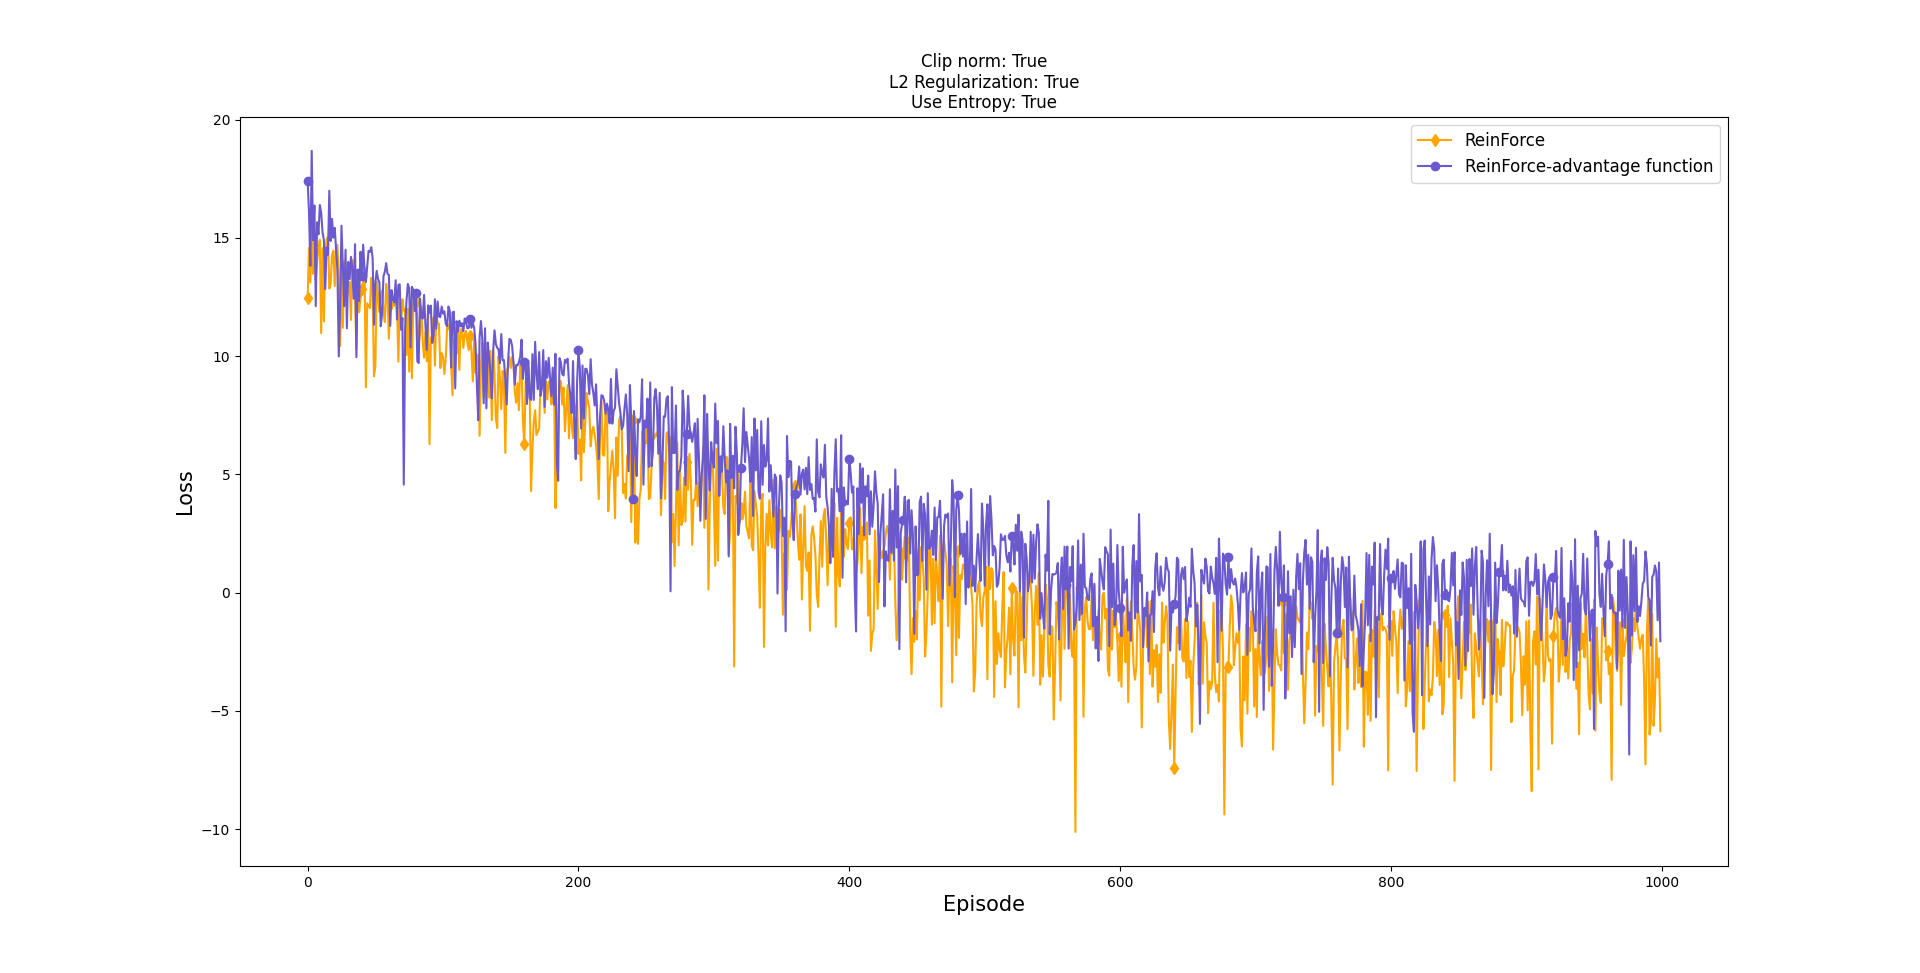 Clip norm: True
L2 Regularization: True
Use Entropy: True
ReinForce
ReinForce-advantage function
20
15
10
5
0
−5
−10
Loss
0
200
400
600
800
1000
Episode